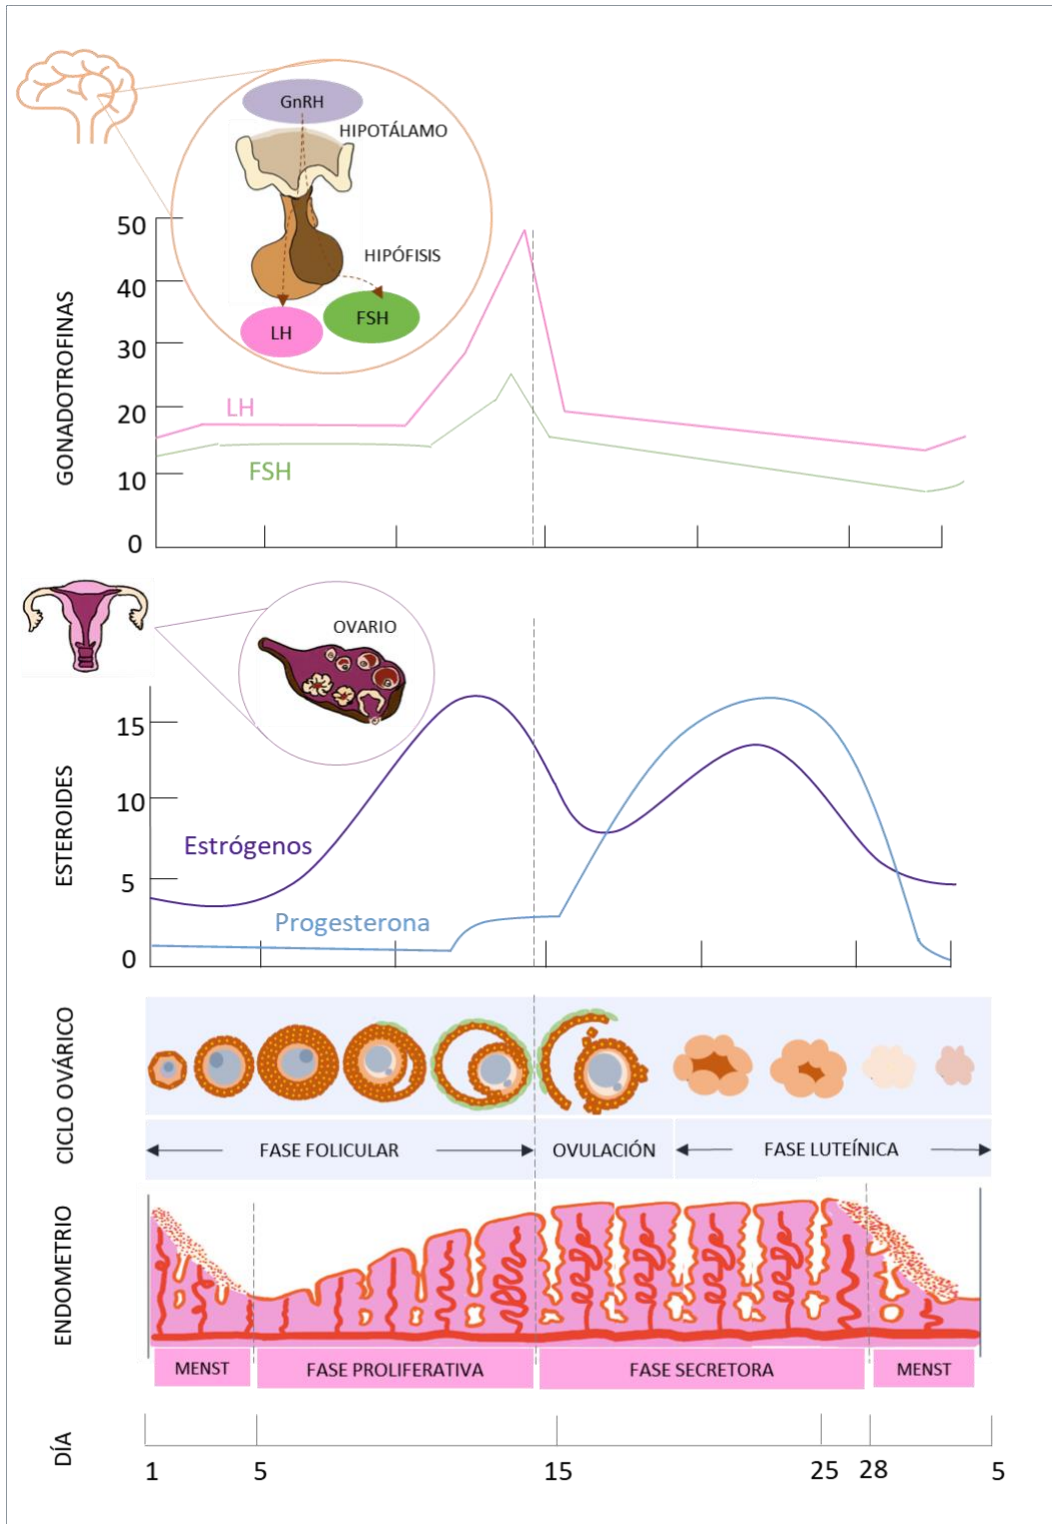 GnRH
HIPOTÁLAMO
HIPÓFISIS
LH
FSH
GONADOTROFINAS
50
40
30
20
10
0
LH
FSH
OVARIO
ESTEROIDES
15
10
5
0
Estrógenos
Progesterona
CICLO OVÁRICO
FASE FOLICULAR
OVULACIÓN
FASE LUTEÍNICA
ENDOMETRIO
MENST
FASE PROLIFERATIVA
FASE SECRETORA
MENST
DÍA
1 5 15 25 28 5